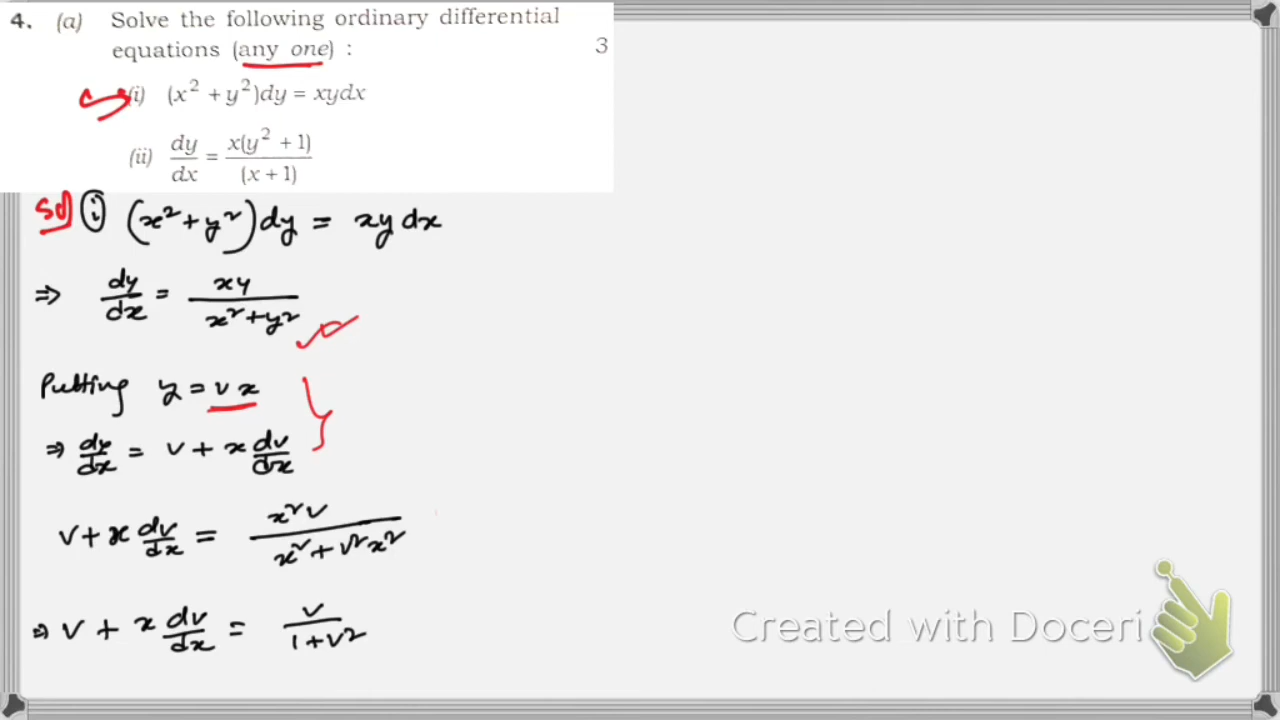 4. (a) Solve the following ordinary differential
equations (any one) : 3
(i) (x² + y²)dy = xydx
(ii) dy/dx = x(y² + 1)/(x + 1)
Sol (i) (x² + y²) dy = xy dx
⇒ dy/dx = xy/(x² + y²)
Putting y = vx
⇒ dy/dx = v + x dv/dx
v + x dv/dx = x²v/(x² + v²x²)
⇒ v + x dv/dx = v/(1 + v²)
Created with Doceri